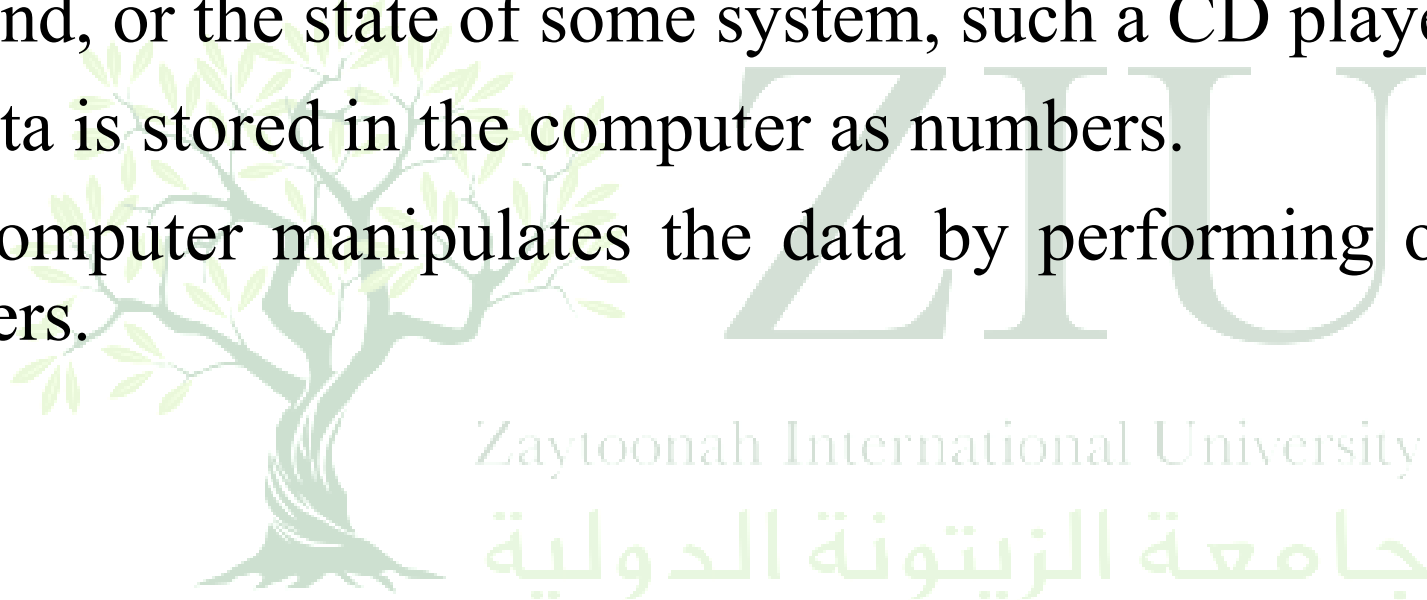 nd, or the state of some system, such a CD playe
ta is stored in the computer as numbers.
omputer manipulates the data by performing o
ers.
ZIU
Zaytoonah International University
جامعة الزيتونة الدولية